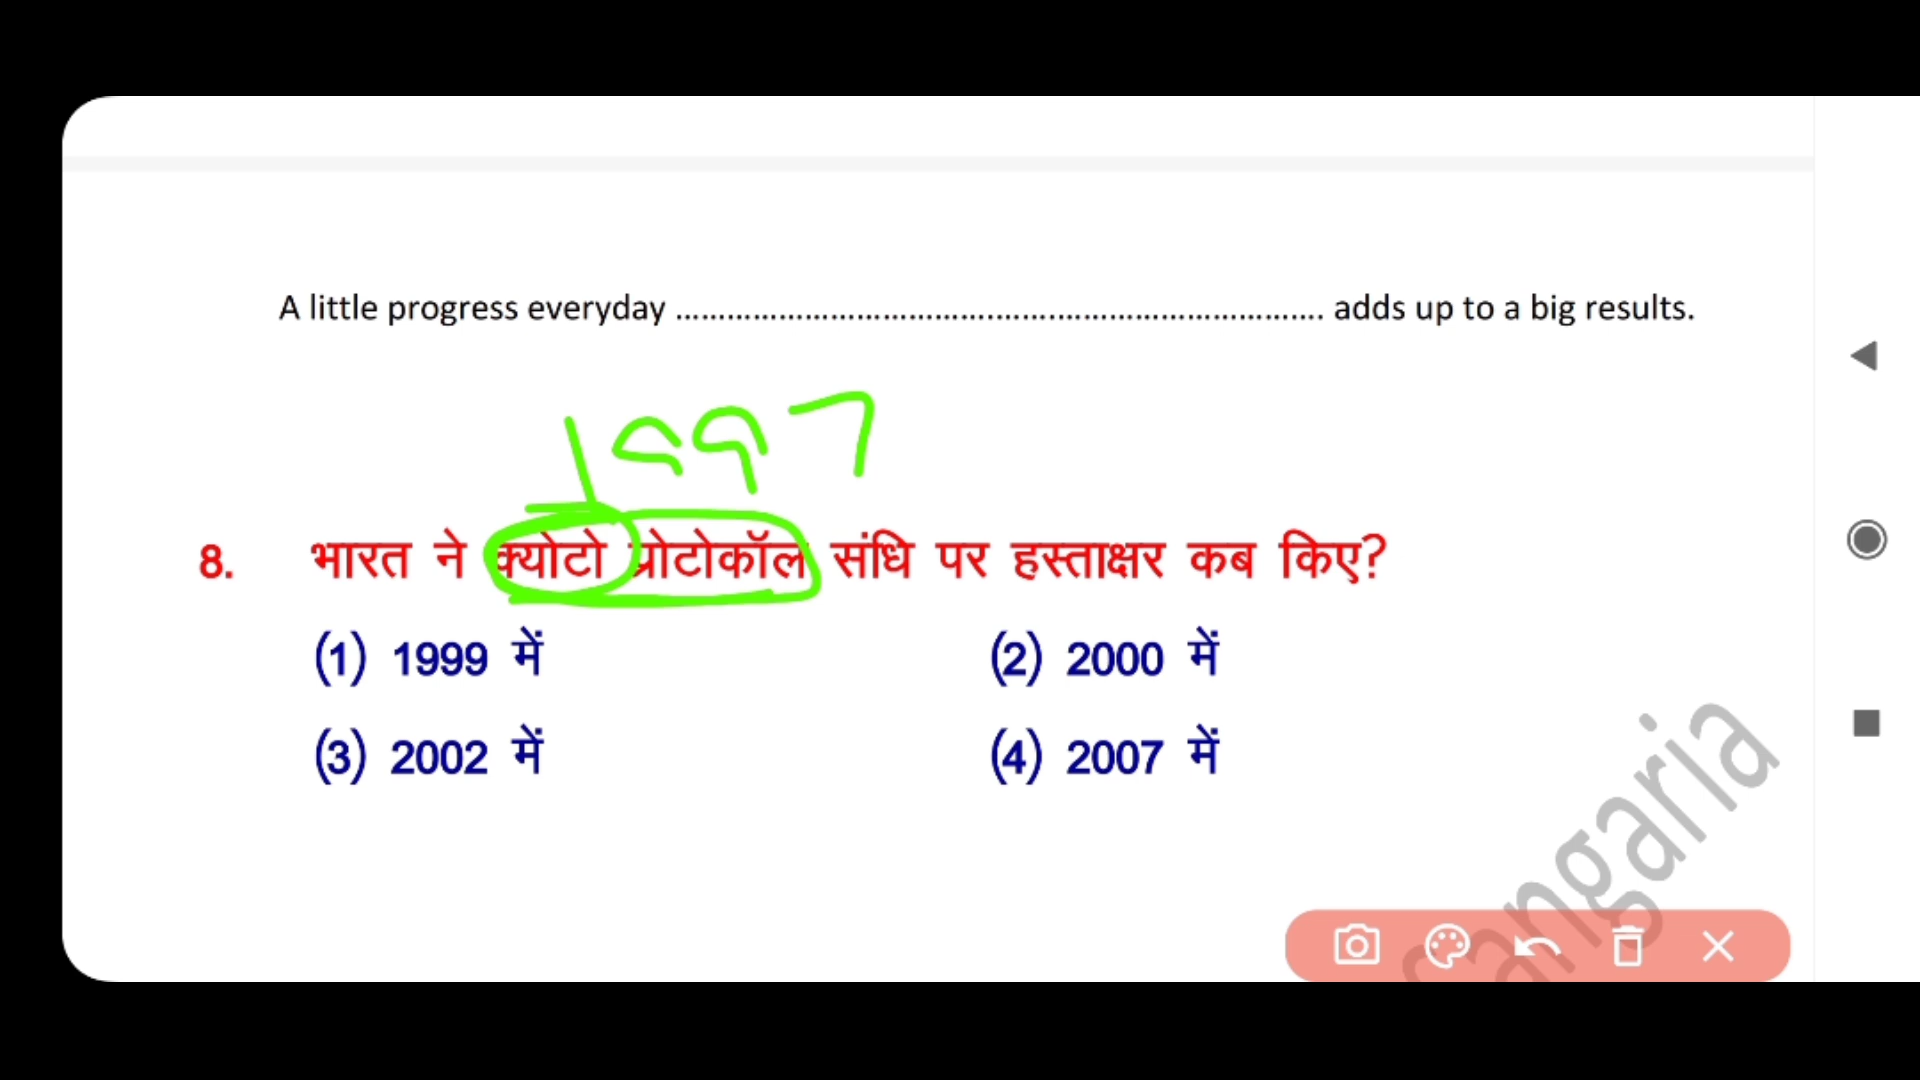 A little progress everyday ........................................................................... adds up to a big results.
1997
8. भारत ने क्योटो प्रोटोकॉल संधि पर हस्ताक्षर कब किए?
(1) 1999 में (2) 2000 में
(3) 2002 में (4) 2007 में